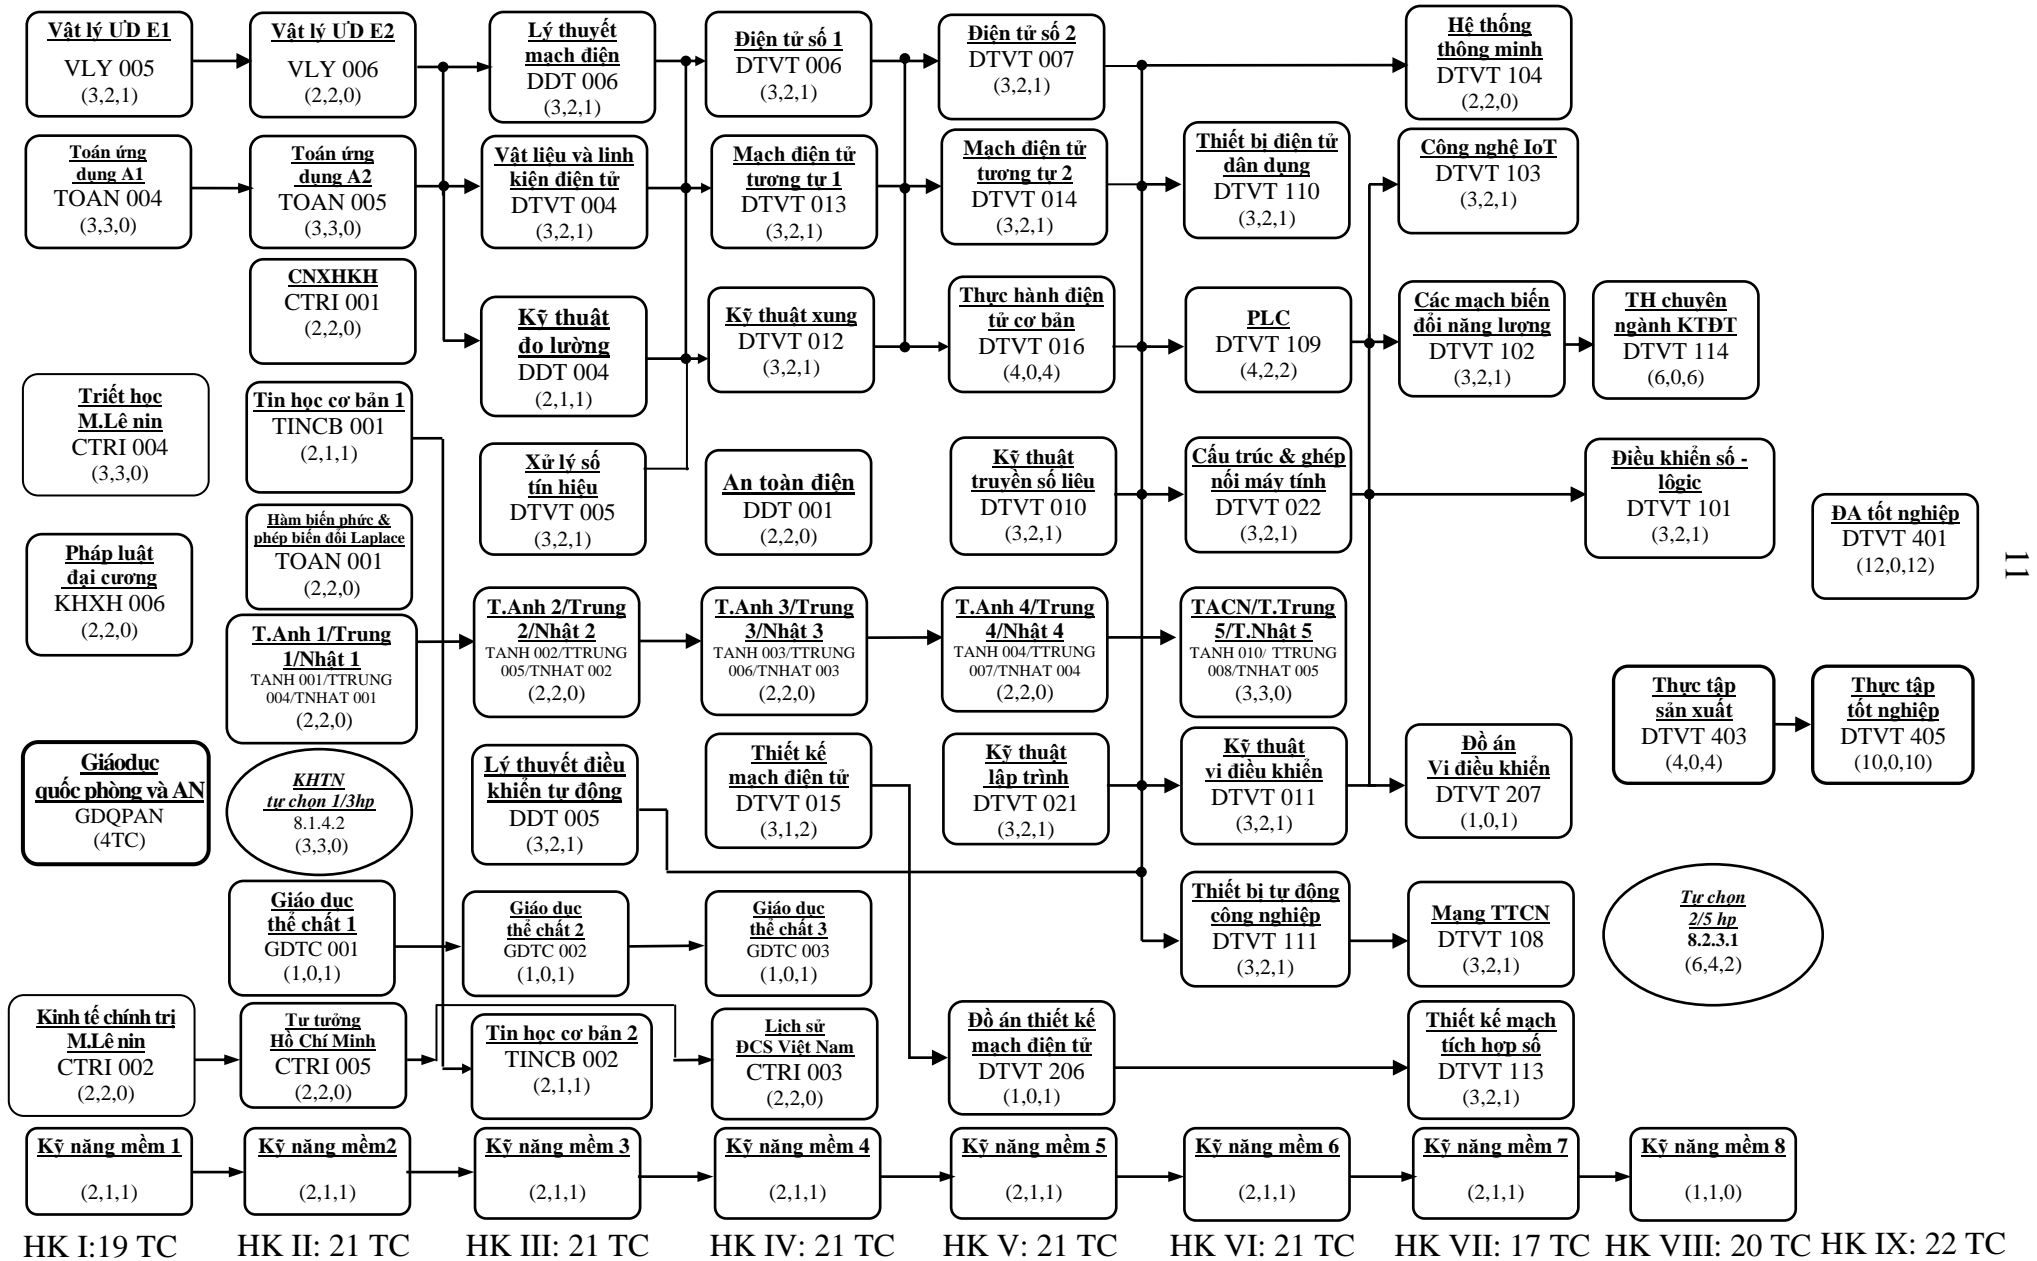 Vật lý ƯD E1
VLY 005
(3,2,1)
Toán ứng
dụng A1
TOAN 004
(3,3,0)
Triết học
M.Lê nin
CTRI 004
(3,3,0)
Pháp luật
đại cương
KHXH 006
(2,2,0)
Giáodục
quốc phòng và AN
GDQPAN
(4TC)
Kinh tế chính trị
M.Lê nin
CTRI 002
(2,2,0)
Kỹ năng mềm 1
(2,1,1)
HK I:19 TC
Vật lý ƯD E2
VLY 006
(2,2,0)
Toán ứng
dụng A2
TOAN 005
(3,3,0)
CNXHKH
CTRI 001
(2,2,0)
Tin học cơ bản 1
TINCB 001
(2,1,1)
Hàm biến phức &
phép biến đổi Laplace
TOAN 001
(2,2,0)
T.Anh 1/Trung
1/Nhật 1
TANH 001/TTRUNG
004/TNHAT 001
(2,2,0)
KHTN
tự chọn 1/3hp
8.1.4.2
(3,3,0)
Giáo dục
thể chất 1
GDTC 001
(1,0,1)
Tư tưởng
Hồ Chí Minh
CTRI 005
(2,2,0)
Kỹ năng mềm2
(2,1,1)
HK II: 21 TC
Lý thuyết
mạch điện
DDT 006
(3,2,1)
Vật liệu và linh
kiện điện tử
DTVT 004
(3,2,1)
Kỹ thuật
đo lường
DDT 004
(2,1,1)
Xử lý số
tín hiệu
DTVT 005
(3,2,1)
T.Anh 2/Trung
2/Nhật 2
TANH 002/TTRUNG
005/TNHAT 002
(2,2,0)
Lý thuyết điều
khiển tự động
DDT 005
(3,2,1)
Giáo dục
thể chất 2
GDTC 002
(1,0,1)
Tin học cơ bản 2
TINCB 002
(2,1,1)
Kỹ năng mềm 3
(2,1,1)
HK III: 21 TC
Điện tử số 1
DTVT 006
(3,2,1)
Mạch điện tử
tương tự 1
DTVT 013
(3,2,1)
Kỹ thuật xung
DTVT 012
(3,2,1)
An toàn điện
DDT 001
(2,2,0)
T.Anh 3/Trung
3/Nhật 3
TANH 003/TTRUNG
006/TNHAT 003
(2,2,0)
Thiết kế
mạch điện tử
DTVT 015
(3,1,2)
Giáo dục
thể chất 3
GDTC 003
(1,0,1)
Lịch sử
ĐCS Việt Nam
CTRI 003
(2,2,0)
Kỹ năng mềm 4
(2,1,1)
HK IV: 21 TC
Điện tử số 2
DTVT 007
(3,2,1)
Mạch điện tử
tương tự 2
DTVT 014
(3,2,1)
Thực hành điện
tử cơ bản
DTVT 016
(4,0,4)
Kỹ thuật
truyền số liêu
DTVT 010
(3,2,1)
T.Anh 4/Trung
4/Nhật 4
TANH 004/TTRUNG
007/TNHAT 004
(2,2,0)
Kỹ thuật
lập trình
DTVT 021
(3,2,1)
Đồ án thiết kế
mạch điện tử
DTVT 206
(1,0,1)
Kỹ năng mềm 5
(2,1,1)
HK V: 21 TC
Thiết bị điện tử
dân dụng
DTVT 110
(3,2,1)
PLC
DTVT 109
(4,2,2)
Cấu trúc & ghép
nối máy tính
DTVT 022
(3,2,1)
TACN/T.Trung
5/T.Nhật 5
TANH 010/ TTRUNG
008/TNHAT 005
(3,3,0)
Kỹ thuật
vi điều khiển
DTVT 011
(3,2,1)
Thiết bị tự động
công nghiệp
DTVT 111
(3,2,1)
Kỹ năng mềm 6
(2,1,1)
HK VI: 21 TC
Hệ thống
thông minh
DTVT 104
(2,2,0)
Công nghệ IoT
DTVT 103
(3,2,1)
Các mạch biến
đổi năng lượng
DTVT 102
(3,2,1)
Đồ án
Vi điều khiển
DTVT 207
(1,0,1)
Mạng TTCN
DTVT 108
(3,2,1)
Thiết kế mạch
tích hợp số
DTVT 113
(3,2,1)
Kỹ năng mềm 7
(2,1,1)
HK VII: 17 TC
TH chuyên
ngành KTĐT
DTVT 114
(6,0,6)
Điều khiển số -
lôgic
DTVT 101
(3,2,1)
Thực tập
sản xuất
DTVT 403
(4,0,4)
Tự chọn
2/5 hp
8.2.3.1
(6,4,2)
Kỹ năng mềm 8
(1,1,0)
HK VIII: 20 TC
ĐA tốt nghiệp
DTVT 401
(12,0,12)
Thực tập
tốt nghiệp
DTVT 405
(10,0,10)
HK IX: 22 TC
11